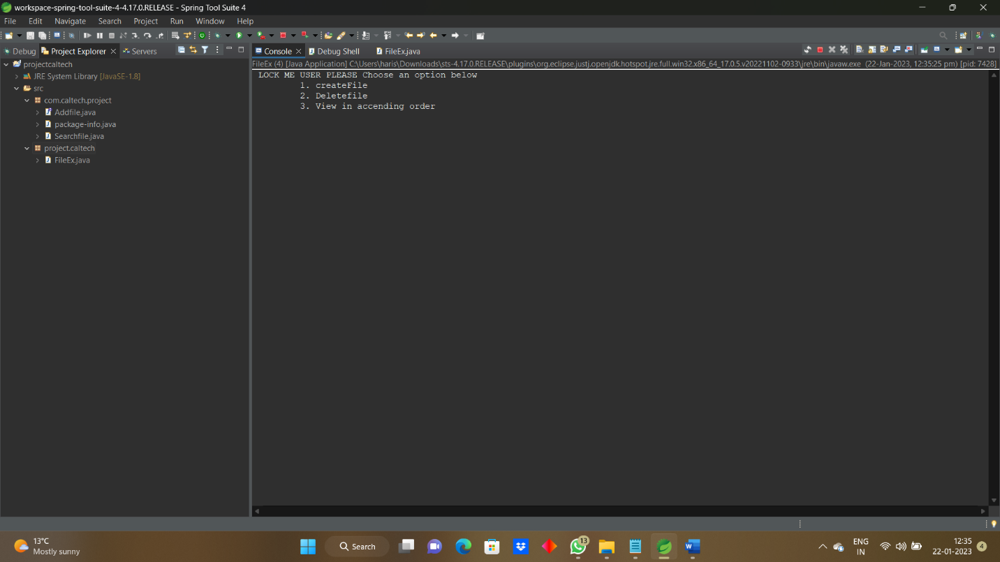 workspace-spring-tool-suite-4-4.17.0.RELEASE - Spring Tool Suite 4
File Edit Navigate Search Project Run Window Help
Debug Project Explorer Servers
Console Debug Shell FileEx.java
projectcaltech
JRE System Library [JavaSE-1.8]
src
com.caltech.project
Addfile.java
package-info.java
Searchfile.java
project.caltech
FileEx.java
FileEx (4) [Java Application] C:\Users\haris\Downloads\sts-4.17.0.RELEASE\plugins\org.eclipse.justj.openjdk.hotspot.jre.full.win32.x86_64_17.0.5.v20221102-0933\jre\bin\javaw.exe (22-Jan-2023, 12:35:25 pm) [pid: 7428]
LOCK ME USER PLEASE Choose an option below
1. createFile
2. Deletefile
3. View in accending order
13°C
Mostly sunny
Search
13
ENG
IN
12:35
22-01-2023
4